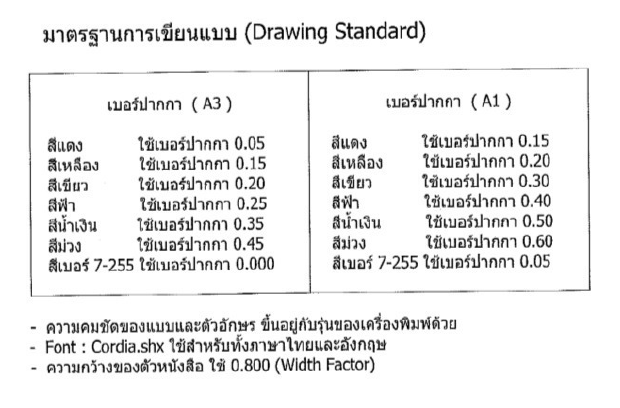 มาตรฐานการเขียนแบบ (Drawing Standard)
เบอร์ปากกา ( A3 )
สีแดง ใช้เบอร์ปากกา 0.05
สีเหลือง ใช้เบอร์ปากกา 0.15
สีเขียว ใช้เบอร์ปากกา 0.20
สีฟ้า ใช้เบอร์ปากกา 0.25
สีน้ำเงิน ใช้เบอร์ปากกา 0.35
สีม่วง ใช้เบอร์ปากกา 0.45
สีเบอร์ 7-255 ใช้เบอร์ปากกา 0.000
เบอร์ปากกา ( A1 )
สีแดง ใช้เบอร์ปากกา 0.15
สีเหลือง ใช้เบอร์ปากกา 0.20
สีเขียว ใช้เบอร์ปากกา 0.30
สีฟ้า ใช้เบอร์ปากกา 0.40
สีน้ำเงิน ใช้เบอร์ปากกา 0.50
สีม่วง ใช้เบอร์ปากกา 0.60
สีเบอร์ 7-255 ใช้เบอร์ปากกา 0.05
- ความคมชัดของแบบและตัวอักษร ขึ้นอยู่กับรุ่นของเครื่องพิมพ์ด้วย
- Font : Cordia.shx ใช้สำหรับทั้งภาษาไทยและอังกฤษ
- ความกว้างของตัวหนังสือ ใช้ 0.800 (Width Factor)